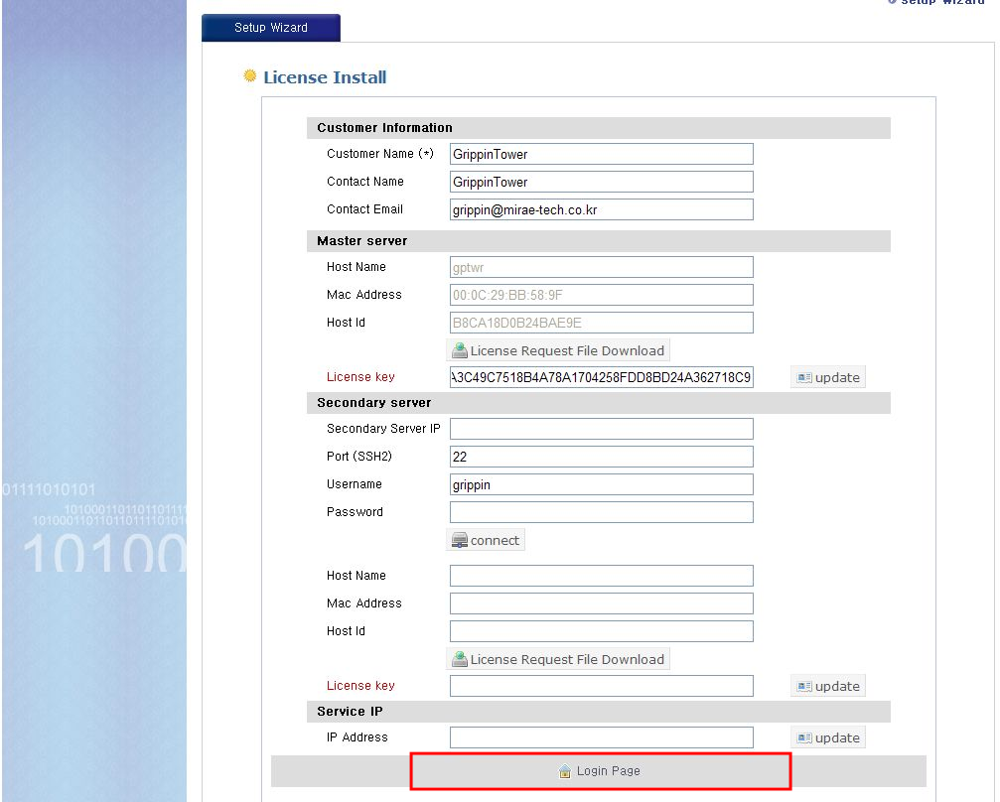 Setup Wizard
Setup Wizard
License Install
Customer Information
Customer Name (*) GrippinTower
Contact Name GrippinTower
Contact Email grippin@mirae-tech.co.kr
Master server
Host Name gptwr
Mac Address 00:0C:29:BB:58:9F
Host Id B8CA18D0B24BAE9E
License Request File Download
License key A3C49C7518B4A78A1704258FDD8BD24A362718C9 update
Secondary server
Secondary Server IP
Port (SSH2) 22
Username grippin
Password
connect
Host Name
Mac Address
Host Id
License Request File Download
License key update
Service IP
IP Address update
Login Page
01111010101
10100